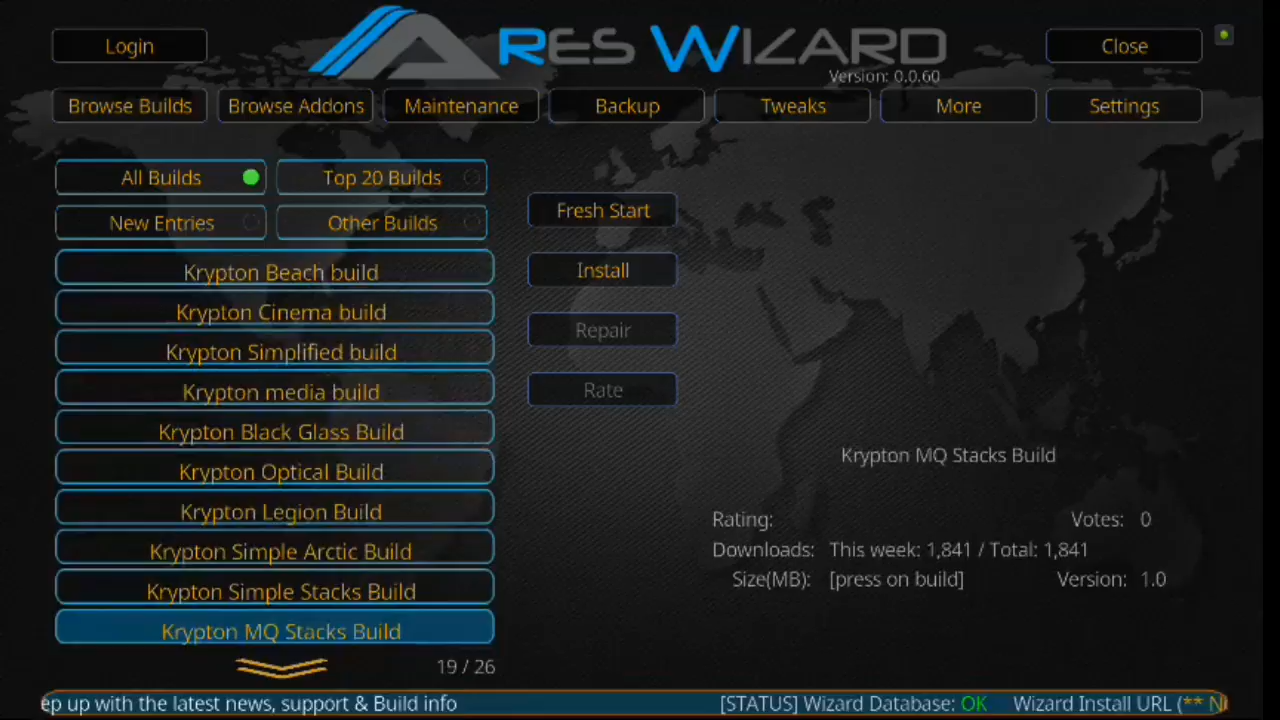 Login
ARES WIZARD
Close
Version: 0.0.60
Browse Builds
Browse Addons
Maintenance
Backup
Tweaks
More
Settings
All Builds
Top 20 Builds
New Entries
Other Builds
Krypton Beach build
Krypton Cinema build
Krypton Simplified build
Krypton media build
Krypton Black Glass Build
Krypton Optical Build
Krypton Legion Build
Krypton Simple Arctic Build
Krypton Simple Stacks Build
Krypton MQ Stacks Build
19 / 26
Fresh Start
Install
Repair
Rate
Krypton MQ Stacks Build
Rating: Votes: 0
Downloads: This week: 1,841 / Total: 1,841
Size(MB): [press on build] Version: 1.0
ep up with the latest news, support & Build info [STATUS] Wizard Database: OK Wizard Install URL (** N